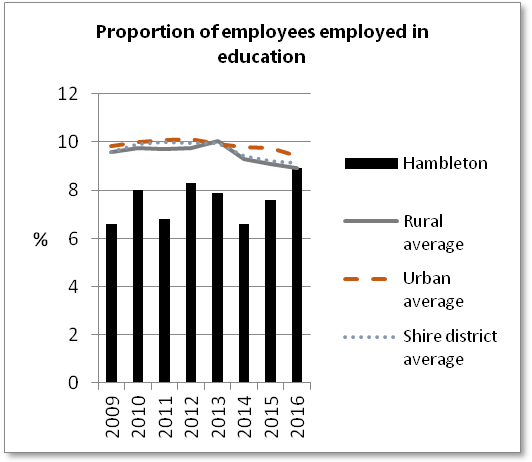 Proportion of employees employed in
education
12
10
8
6
4
2
0
%
2009
2010
2011
2012
2013
2014
2015
2016
Hambleton
Rural
average
Urban
average
Shire district
average